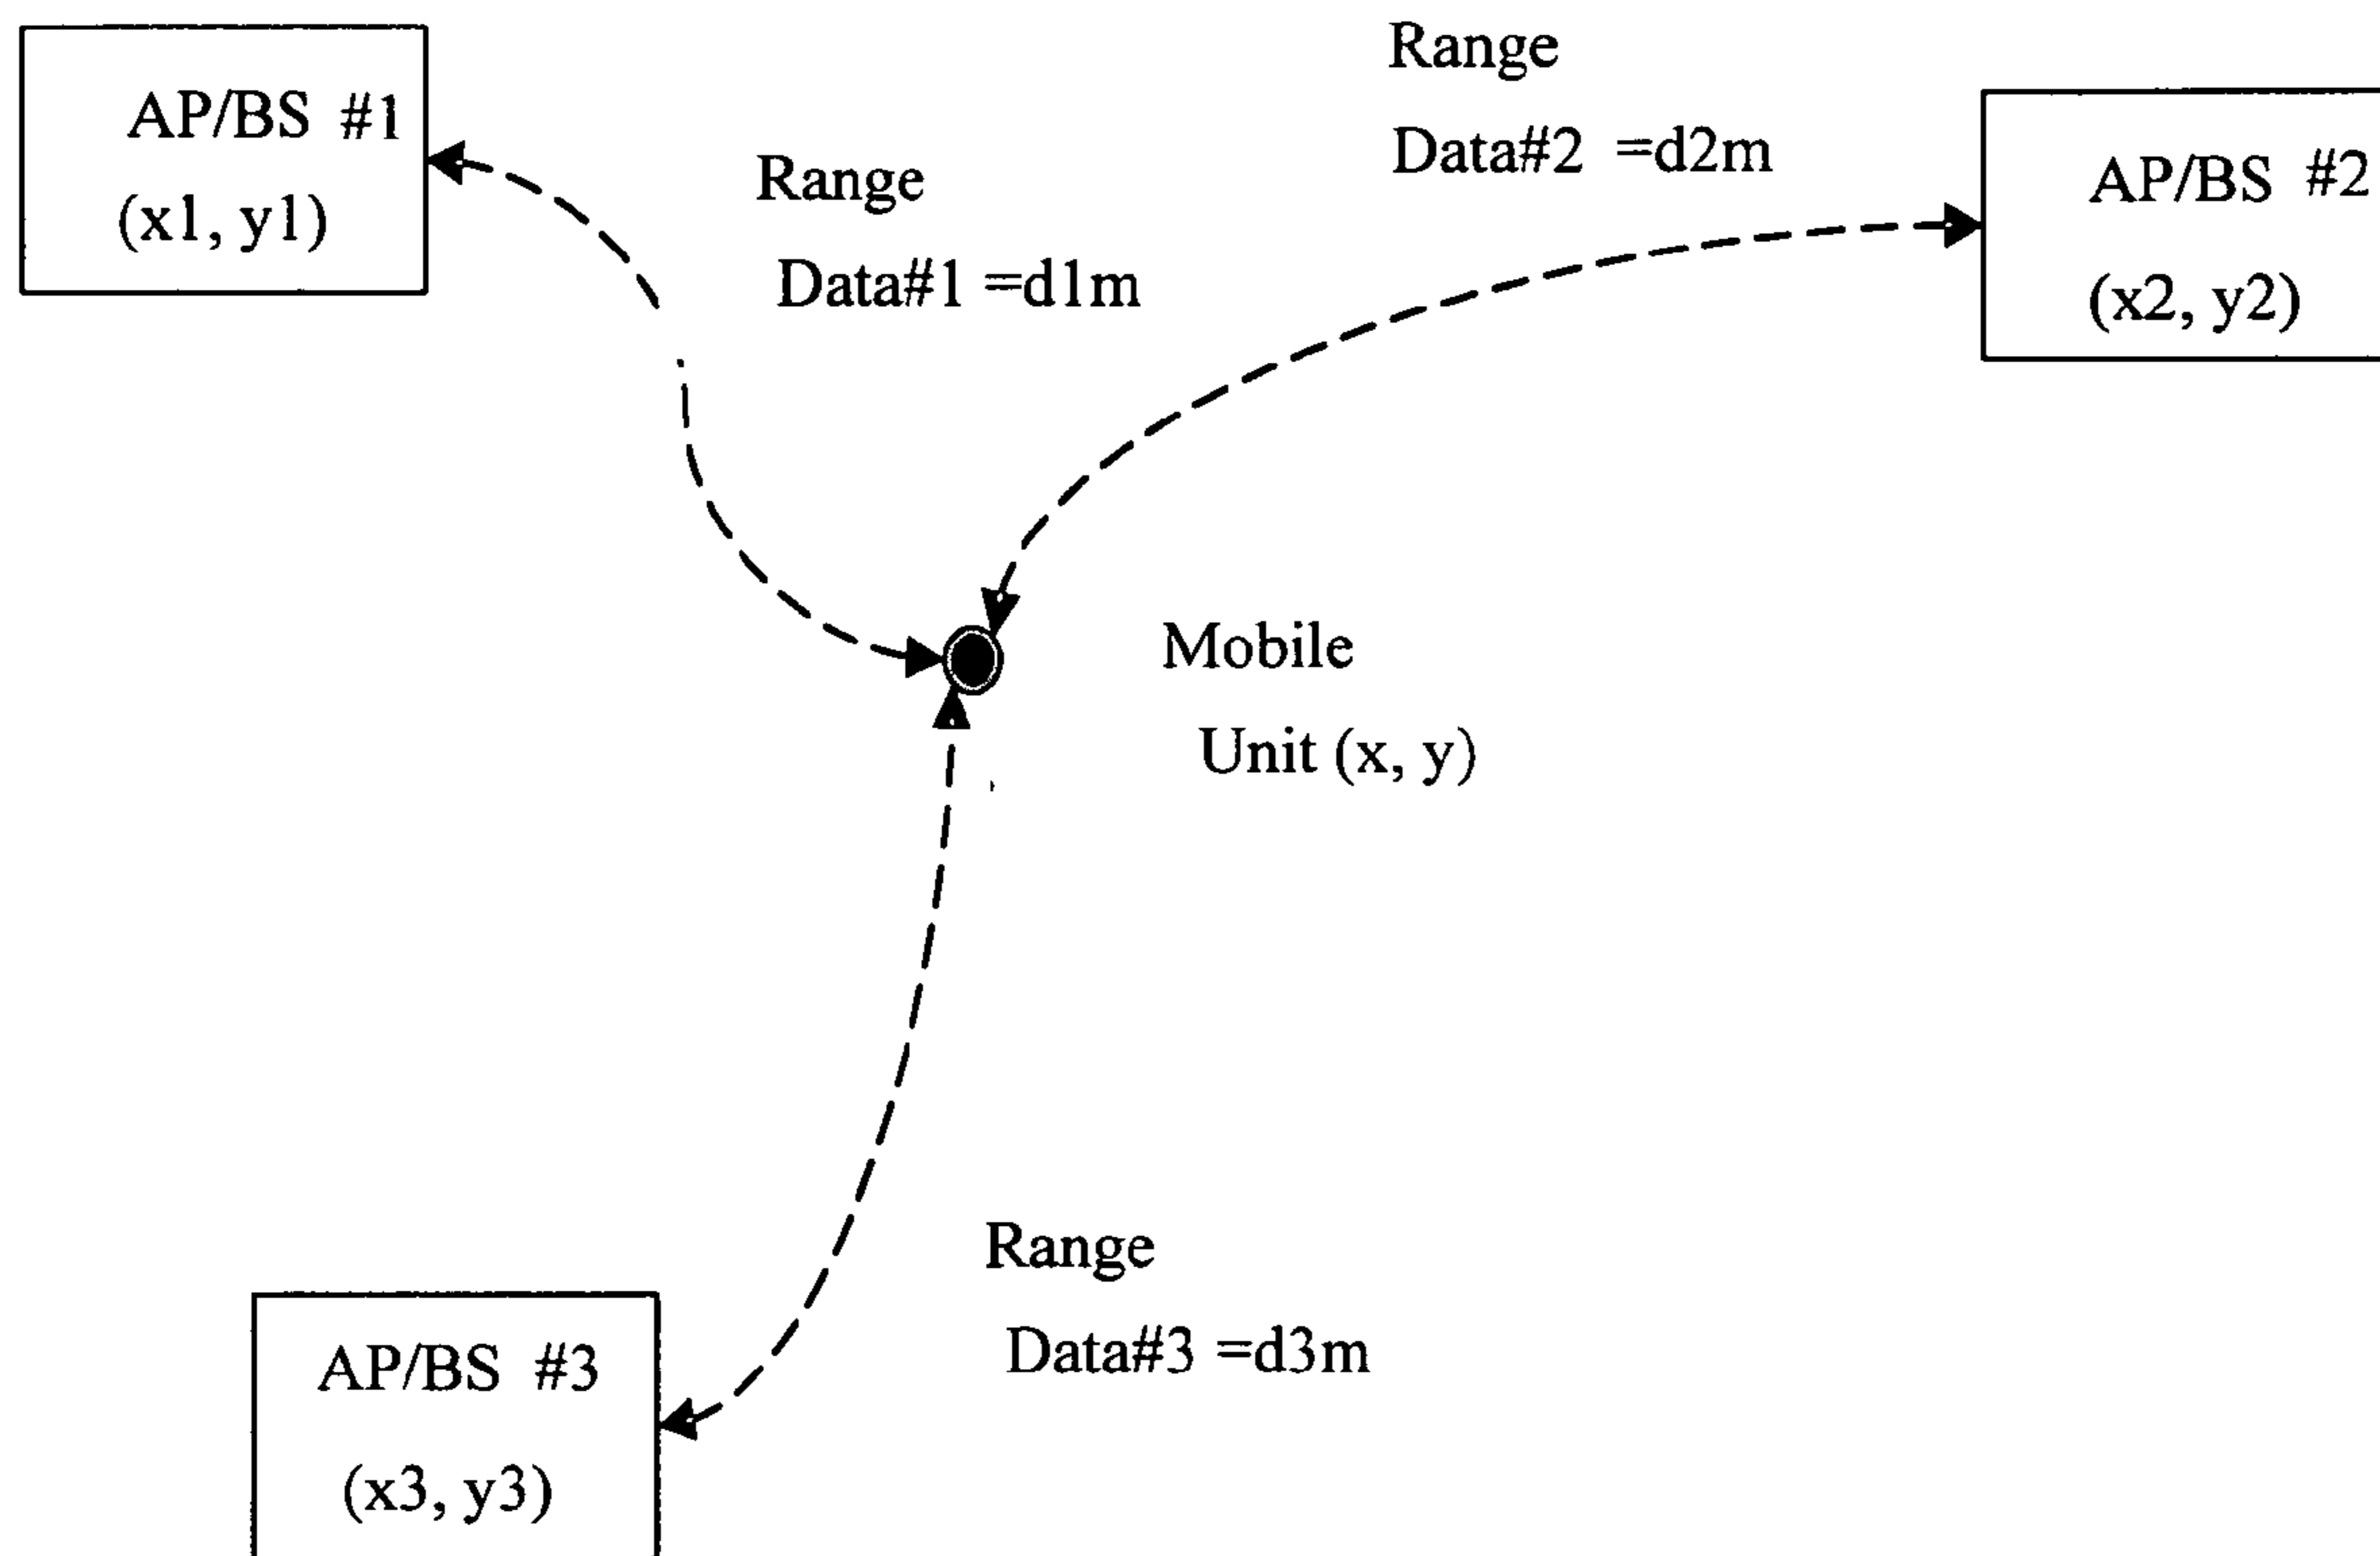 AP/BS #1
(x1, y1)
Range
Data#1 =d1m
Range
Data#2 =d2m
AP/BS #2
(x2, y2)
Mobile
Unit (x, y)
Range
Data#3 =d3m
AP/BS #3
(x3, y3)